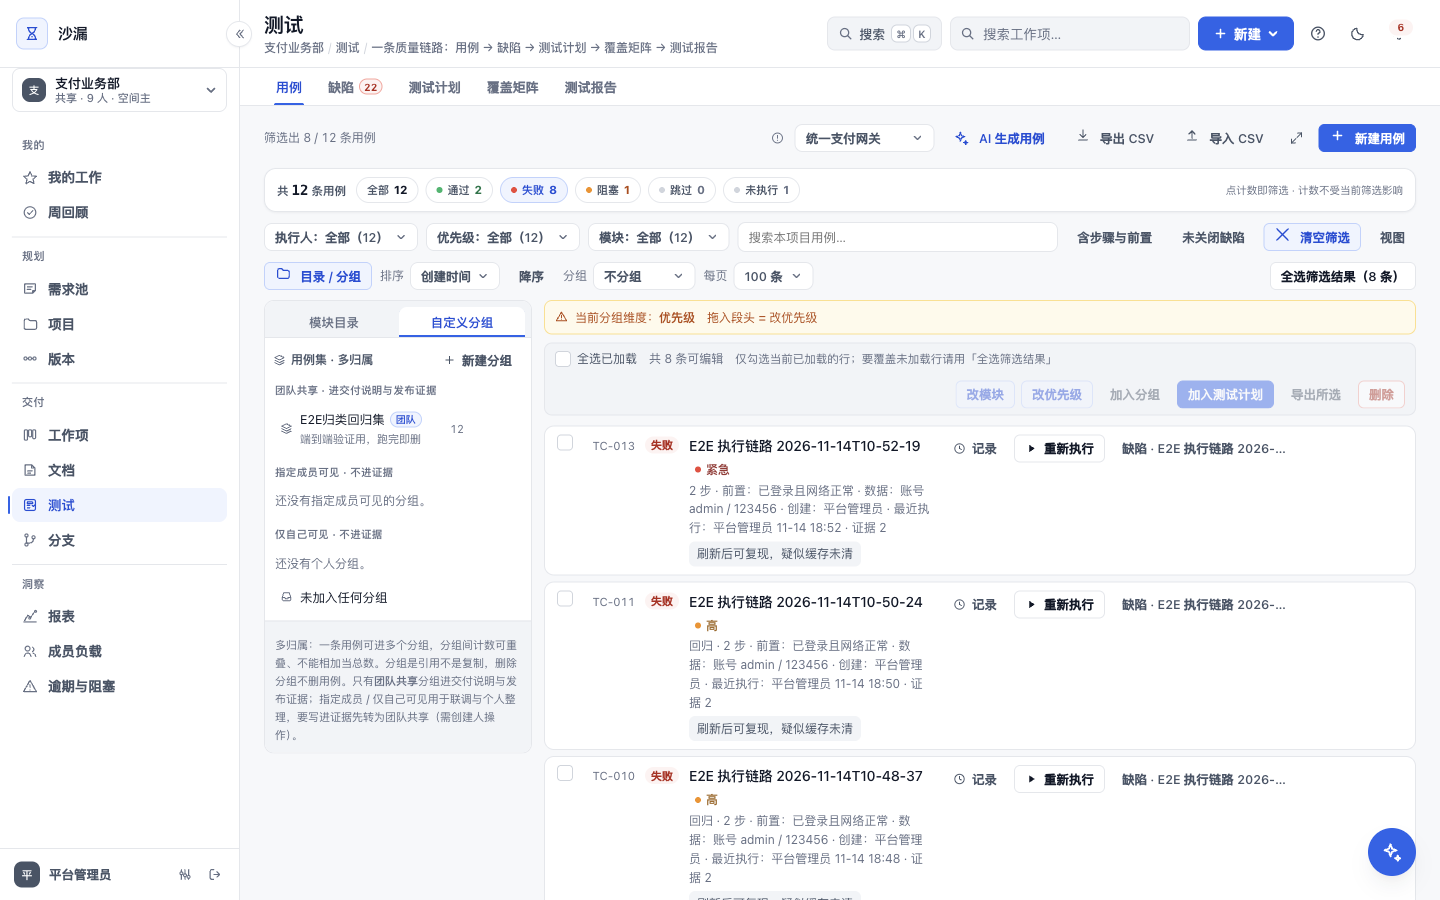 沙漏
支
支付业务部
共享 · 9 人 · 空间主
我的
我的工作
周回顾
规划
需求池
项目
版本
交付
工作项
文档
测试
分支
洞察
报表
成员负载
逾期与阻塞
平
平台管理员
测试
支付业务部 / 测试 / 一条质量链路：用例 → 缺陷 → 测试计划 → 覆盖矩阵 → 测试报告
搜索 ⌘ K
搜索工作项...
新建
6
用例
缺陷 22
测试计划
覆盖矩阵
测试报告
筛选出 8 / 12 条用例
统一支付网关
AI 生成用例
导出 CSV
导入 CSV
新建用例
共 12 条用例
全部 12
通过 2
失败 8
阻塞 1
跳过 0
未执行 1
点计数即筛选 · 计数不受当前筛选影响
执行人：全部（12）
优先级：全部（12）
模块：全部（12）
搜索本项目用例...
含步骤与前置
未关闭缺陷
清空筛选
视图
目录 / 分组
排序
创建时间
降序
分组
不分组
每页
100 条
全选筛选结果（8 条）
模块目录
自定义分组
用例集 · 多归属
新建分组
团队共享 · 进交付说明与发布证据
E2E归类回归集 团队
端到端验证用，跑完即删
12
指定成员可见 · 不进证据
还没有指定成员可见的分组。
仅自己可见 · 不进证据
还没有个人分组。
未加入任何分组
多归属：一条用例可进多个分组，分组间计数可重
叠、不能相加当总数。分组是引用不是复制，删除
分组不删用例。只有团队共享分组进交付说明与发
布证据；指定成员 / 仅自己可见用于联调与个人整
理，要写进证据先转为团队共享（需创建人操
作）。
当前分组维度：优先级 拖入段头 = 改优先级
全选已加载 共 8 条可编辑 仅勾选当前已加载的行；要覆盖未加载行请用「全选筛选结果」
改模块
改优先级
加入分组
加入测试计划
导出所选
删除
TC-013 失败 E2E 执行链路 2026-11-14T10-52-19
紧急
2 步 · 前置：已登录且网络正常 · 数据：账号
admin / 123456 · 创建：平台管理员 · 最近执
行：平台管理员 11-14 18:52 · 证据 2
刷新后可复现，疑似缓存未清
记录
重新执行
缺陷 · E2E 执行链路 2026-...
TC-011 失败 E2E 执行链路 2026-11-14T10-50-24
高
回归 · 2 步 · 前置：已登录且网络正常 · 数
据：账号 admin / 123456 · 创建：平台管理
员 · 最近执行：平台管理员 11-14 18:50 · 证
据 2
刷新后可复现，疑似缓存未清
记录
重新执行
缺陷 · E2E 执行链路 2026-...
TC-010 失败 E2E 执行链路 2026-11-14T10-48-37
高
回归 · 2 步 · 前置：已登录且网络正常 · 数
据：账号 admin / 123456 · 创建：平台管理
员 · 最近执行：平台管理员 11-14 18:48 · 证
据 2
记录
重新执行
缺陷 · E2E 执行链路 2026-...